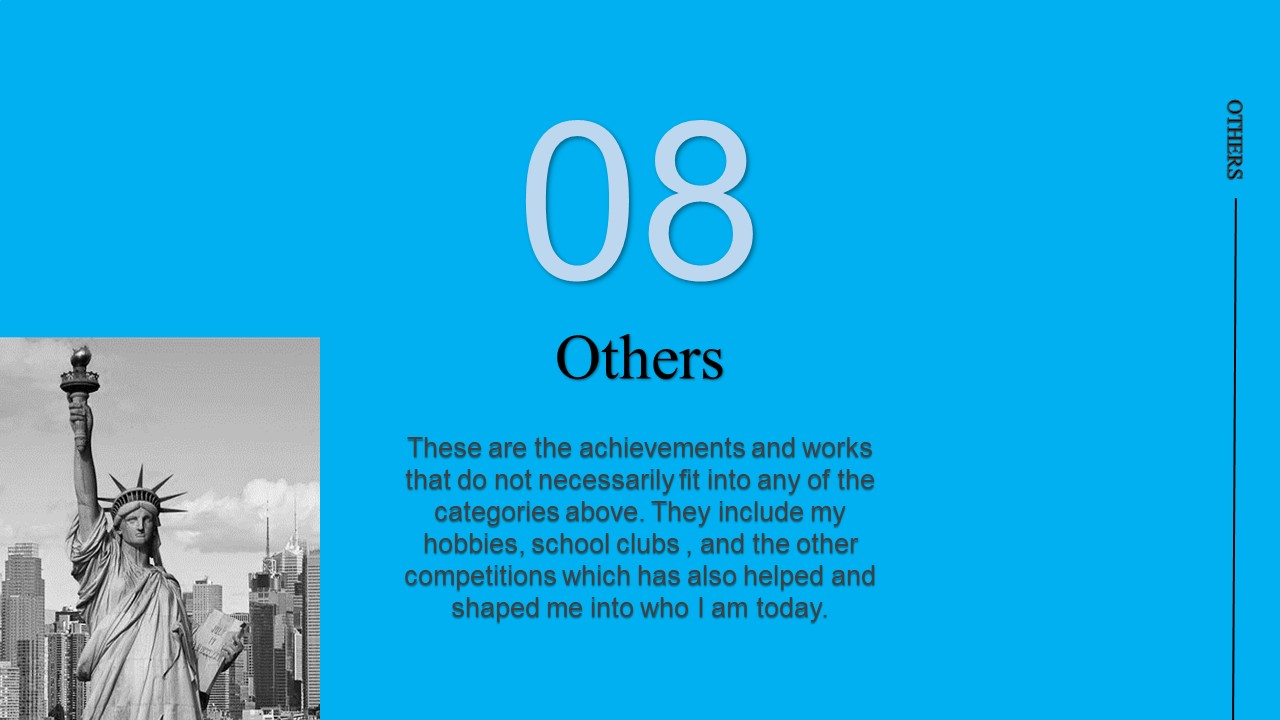 08
Others
These are the achievements and works
that do not necessarily fit into any of the
categories above. They include my
hobbies, school clubs , and the other
competitions which has also helped and
shaped me into who I am today.
OTHERS